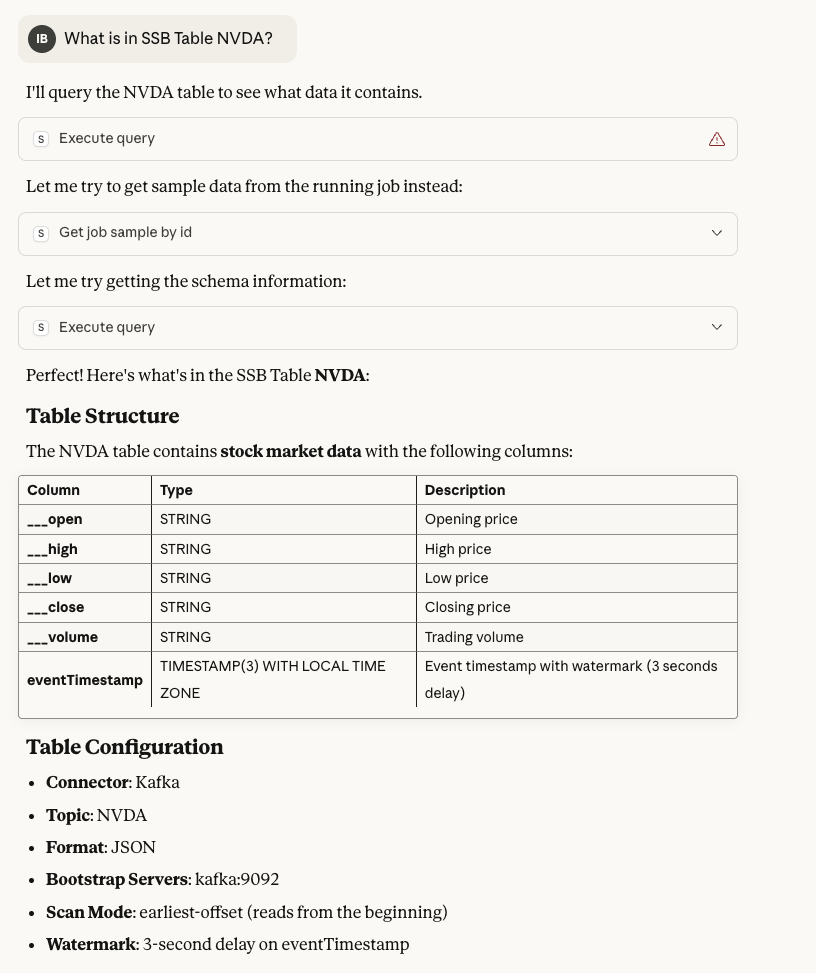 IB What is in SSB Table NVDA?
I'll query the NVDA table to see what data it contains.
S Execute query
Let me try to get sample data from the running job instead:
S Get job sample by id
Let me try getting the schema information:
S Execute query
Perfect! Here's what's in the SSB Table NVDA:
Table Structure
The NVDA table contains stock market data with the following columns:
Column Type Description
___open STRING Opening price
___high STRING High price
___low STRING Low price
___close STRING Closing price
___volume STRING Trading volume
eventTimestamp TIMESTAMP(3) WITH LOCAL TIME ZONE Event timestamp with watermark (3 seconds delay)
Table Configuration
• Connector: Kafka
• Topic: NVDA
• Format: JSON
• Bootstrap Servers: kafka:9092
• Scan Mode: earliest-offset (reads from the beginning)
• Watermark: 3-second delay on eventTimestamp